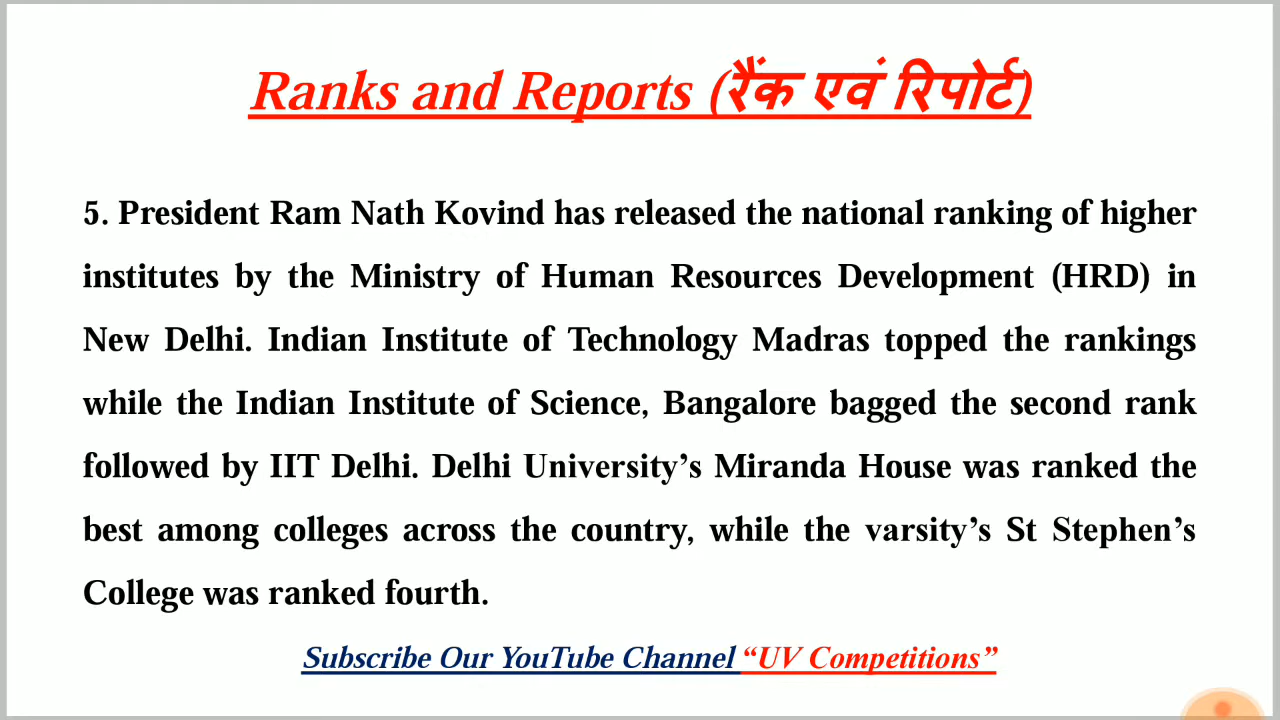 Ranks and Reports (रैंक एवं रिपोर्ट)
5. President Ram Nath Kovind has released the national ranking of higher
institutes by the Ministry of Human Resources Development (HRD) in
New Delhi. Indian Institute of Technology Madras topped the rankings
while the Indian Institute of Science, Bangalore bagged the second rank
followed by IIT Delhi. Delhi University’s Miranda House was ranked the
best among colleges across the country, while the varsity’s St Stephen’s
College was ranked fourth.
Subscribe Our YouTube Channel “UV Competitions”